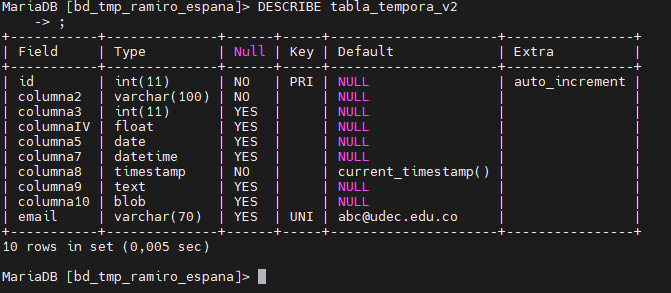 MariaDB [bd_tmp_ramiro_espana]> DESCRIBE tabla_tempora_v2
    -> ;
+-----------+--------------+------+-----+---------------------+----------------+
| Field     | Type         | Null | Key | Default             | Extra          |
+-----------+--------------+------+-----+---------------------+----------------+
| id        | int(11)      | NO   | PRI | NULL                | auto_increment |
| columna2  | varchar(100) | NO   |     | NULL                |                |
| columna3  | int(11)      | YES  |     | NULL                |                |
| columnaIV | float        | YES  |     | NULL                |                |
| columna5  | date         | YES  |     | NULL                |                |
| columna7  | datetime     | YES  |     | NULL                |                |
| columna8  | timestamp    | NO   |     | current_timestamp() |                |
| columna9  | text         | YES  |     | NULL                |                |
| columna10 | blob         | YES  |     | NULL                |                |
| email     | varchar(70)  | YES  | UNI | abc@udec.edu.co     |                |
+-----------+--------------+------+-----+---------------------+----------------+
10 rows in set (0,005 sec)
MariaDB [bd_tmp_ramiro_espana]>